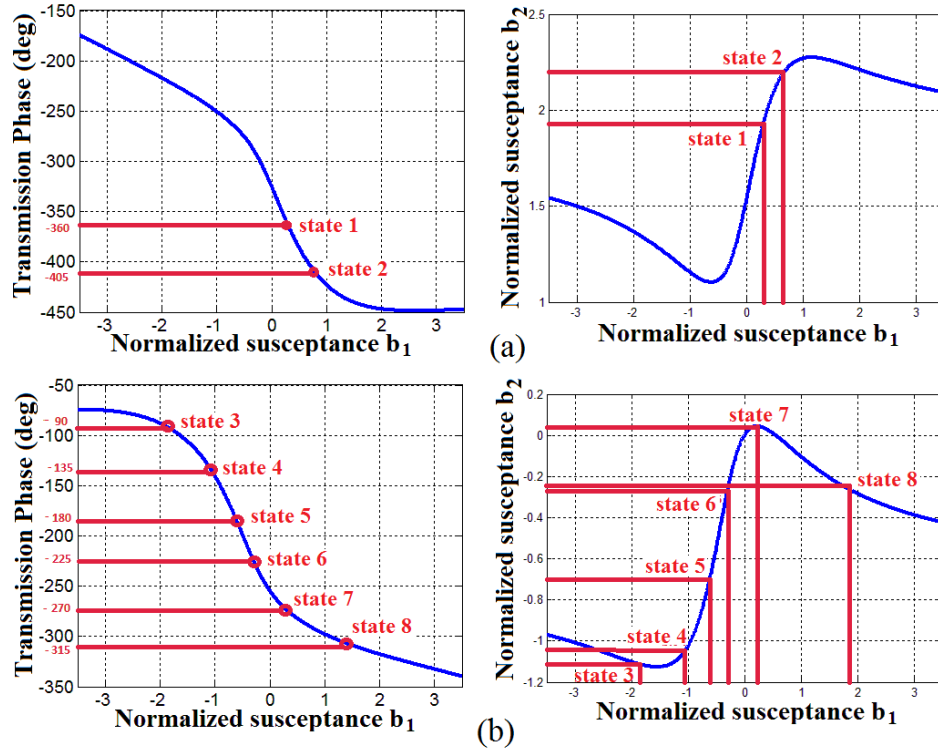 Transmission Phase (deg)
-150
-200
-250
-300
-350
-360
-400
-405
-450
state 1
state 2
-3 -2 -1 0 1 2 3
Normalized susceptance b1
Normalized susceptance b2
2.5
2
1.5
1
state 2
state 1
-3 -2 -1 0 1 2 3
Normalized susceptance b1
(a)
Transmission Phase (deg)
-50
- 90
-100
- 135
-150
- 180
-200
- 225
-250
- 270
-300
-315
-350
state 3
state 4
state 5
state 6
state 7
state 8
-3 -2 -1 0 1 2 3
Normalized susceptance b1
Normalized susceptance b2
0.2
0
-0.2
-0.4
-0.6
-0.8
-1
-1.2
state 7
state 8
state 6
state 5
state 4
state 3
-3 -2 -1 0 1 2 3
Normalized susceptance b1
(b)